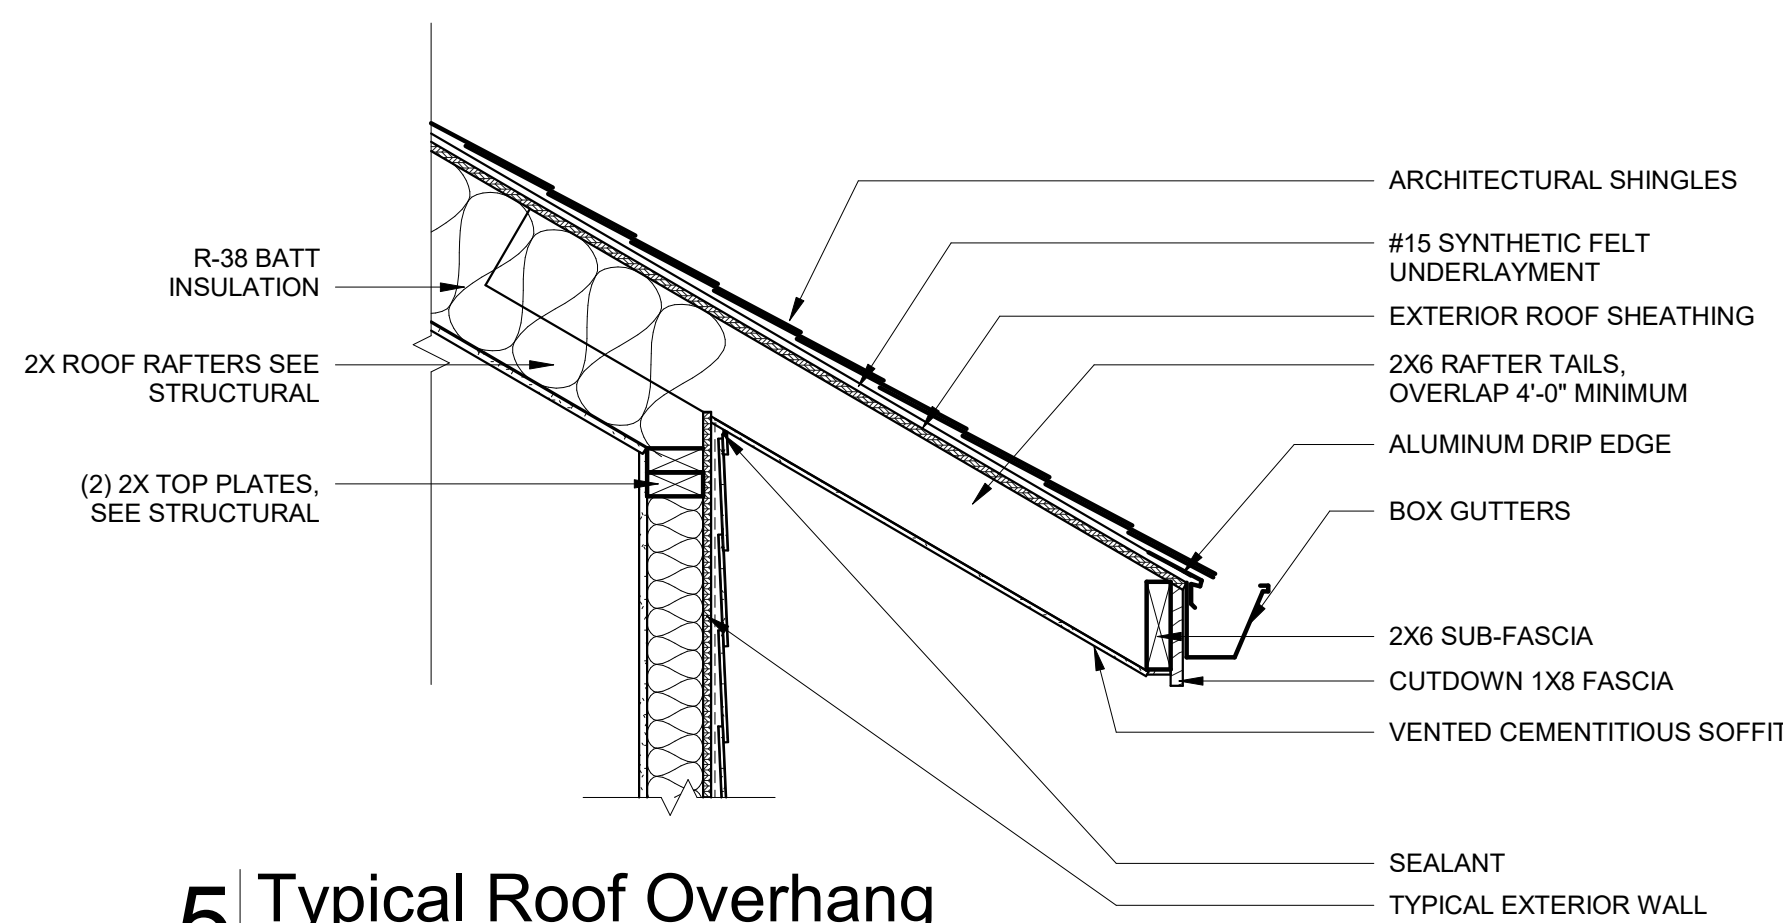 R-38 BATT
INSULATION
2X ROOF RAFTERS SEE
STRUCTURAL
(2) 2X TOP PLATES,
SEE STRUCTURAL
ARCHITECTURAL SHINGLES
#15 SYNTHETIC FELT
UNDERLAYMENT
EXTERIOR ROOF SHEATHING
2X6 RAFTER TAILS,
OVERLAP 4'-0" MINIMUM
ALUMINUM DRIP EDGE
BOX GUTTERS
2X6 SUB-FASCIA
CUTDOWN 1X8 FASCIA
VENTED CEMENTITIOUS SOFFIT
SEALANT
TYPICAL EXTERIOR WALL
5 Typical Roof Overhang